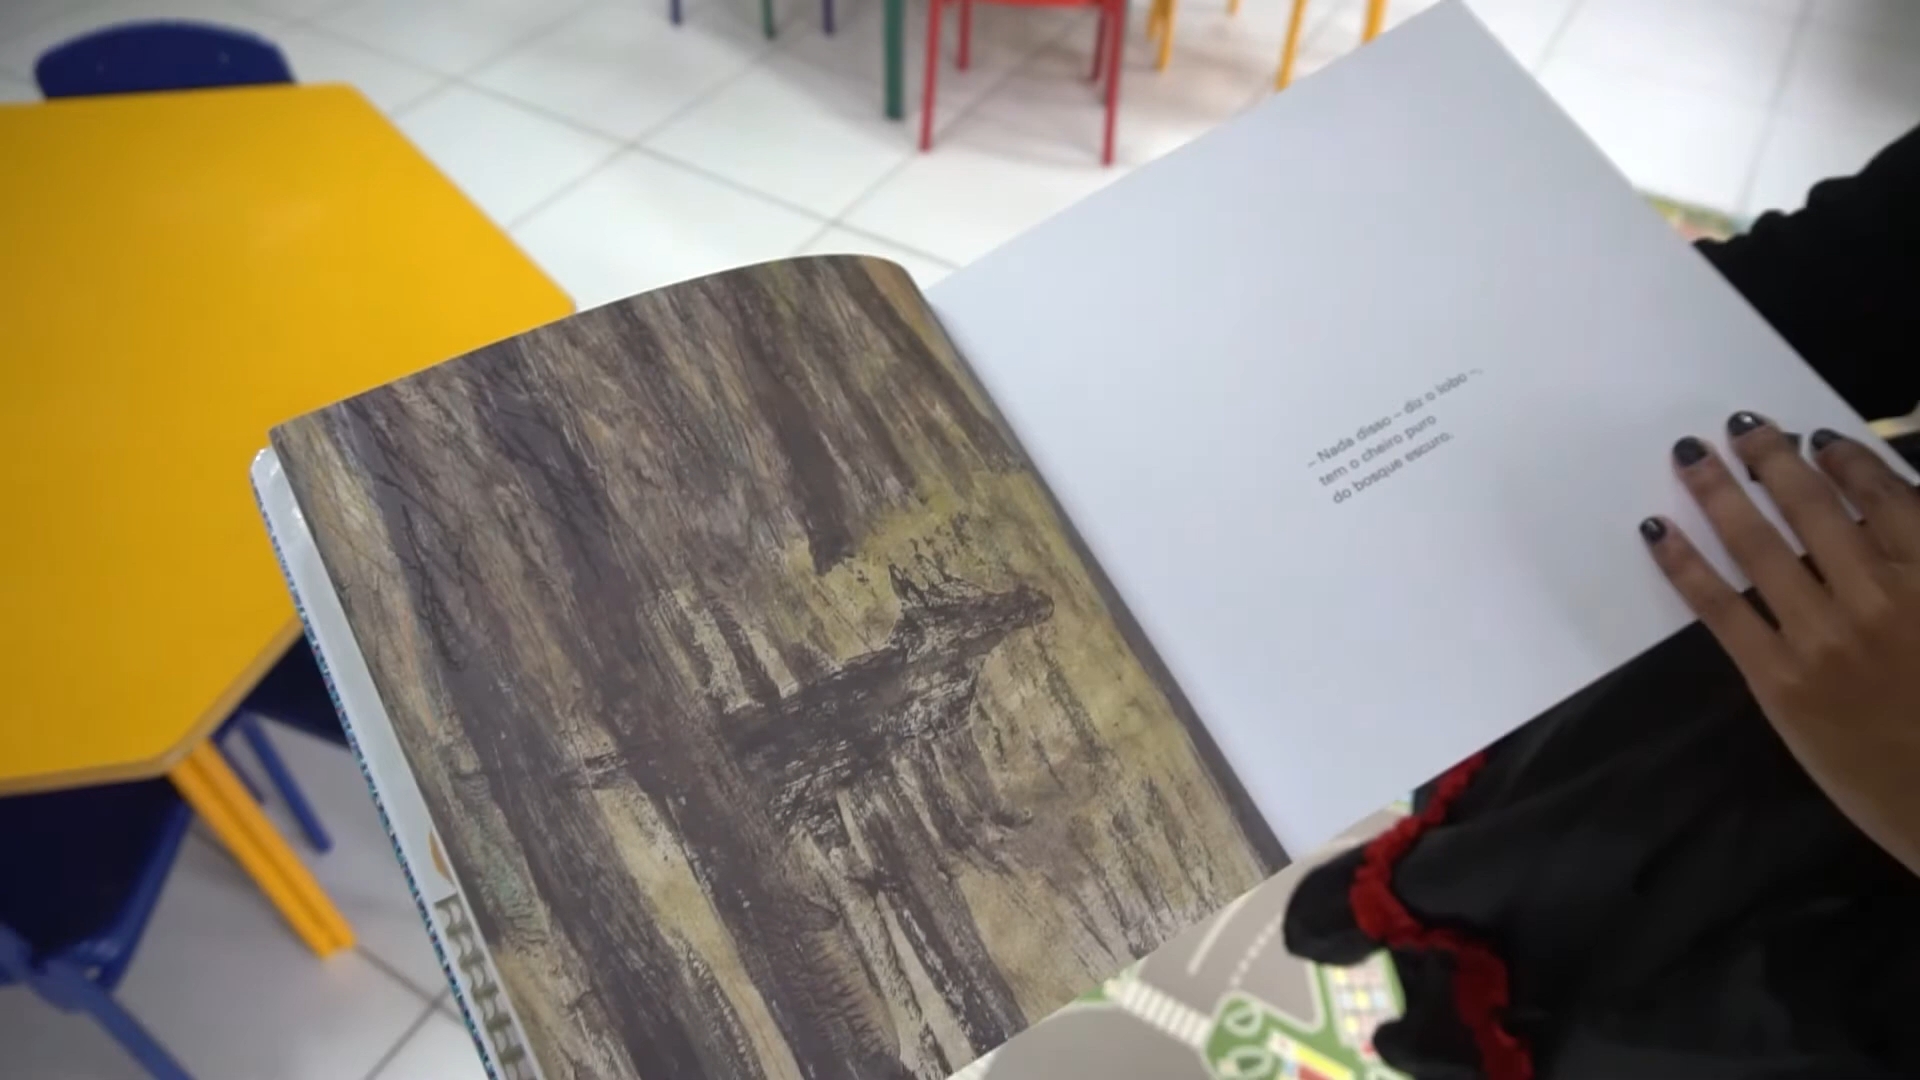 – Nada disso – diz o lobo –,
tem o cheiro puro
do bosque escuro.